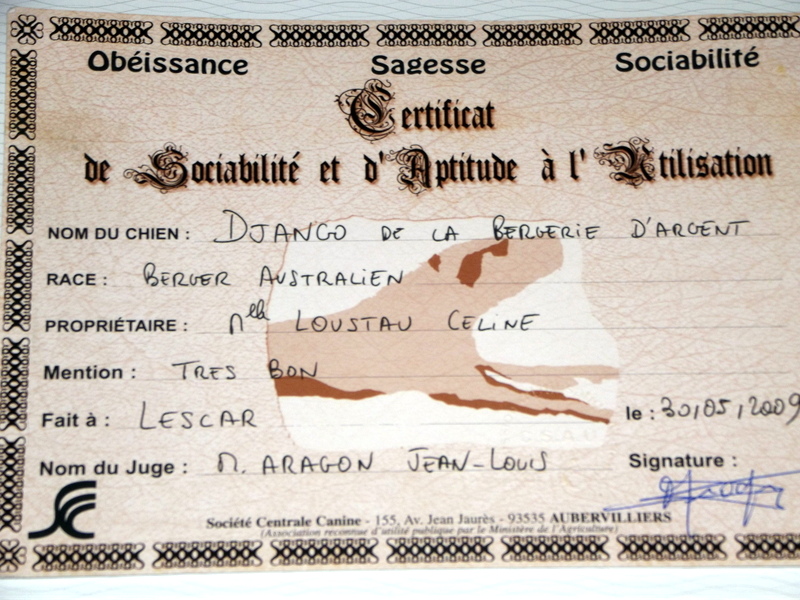 Obéissance Sagesse Sociabilité
Certificat
de Sociabilité et d'Aptitude à l'Utilisation
NOM DU CHIEN : DJANGO DE LA BERGERIE D'ARGENT
RACE : BERGER AUSTRALIEN
PROPRIÉTAIRE : Mlle LOUSTAU CELINE
Mention : TRES BON
Fait à : LESCAR le : 30/05/2009
Nom du Juge : M. ARAGON JEAN-LOUIS Signature :
Société Centrale Canine - 155, Av. Jean Jaurès - 93535 AUBERVILLIERS
(Association reconnue d'utilité publique par le Ministère de l'Agriculture)